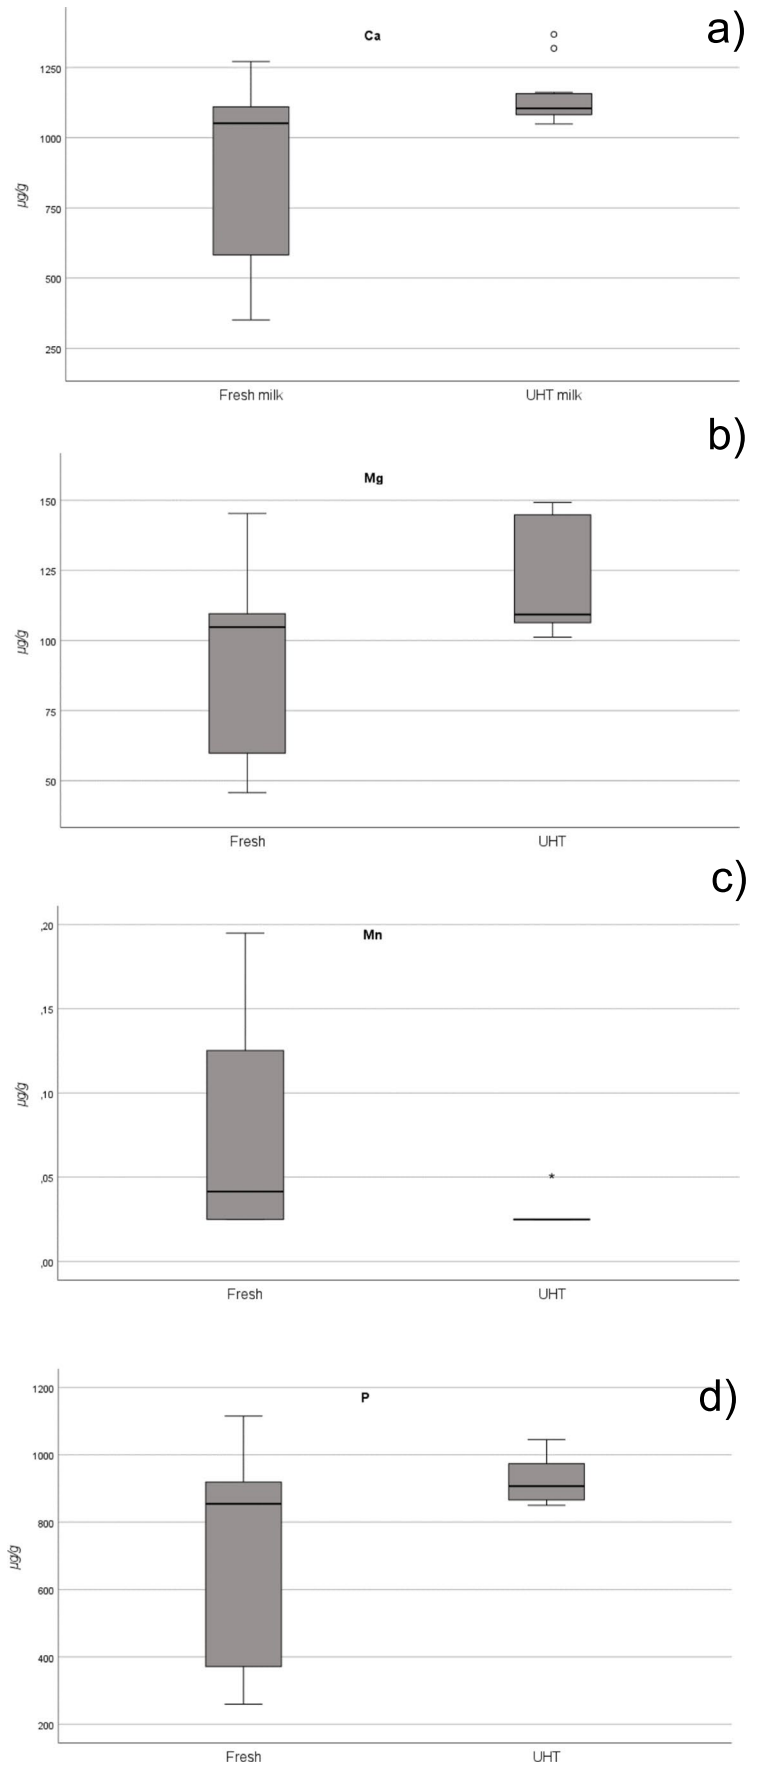 a)
Ca
1250
1000
750
500
250
µg/g
Fresh milk UHT milk
b)
Mg
150
125
100
75
50
µg/g
Fresh UHT
c)
Mn
,20
,15
,10
,05
,00
µg/g
*
Fresh UHT
d)
P
1200
1000
800
600
400
200
µg/g
Fresh UHT